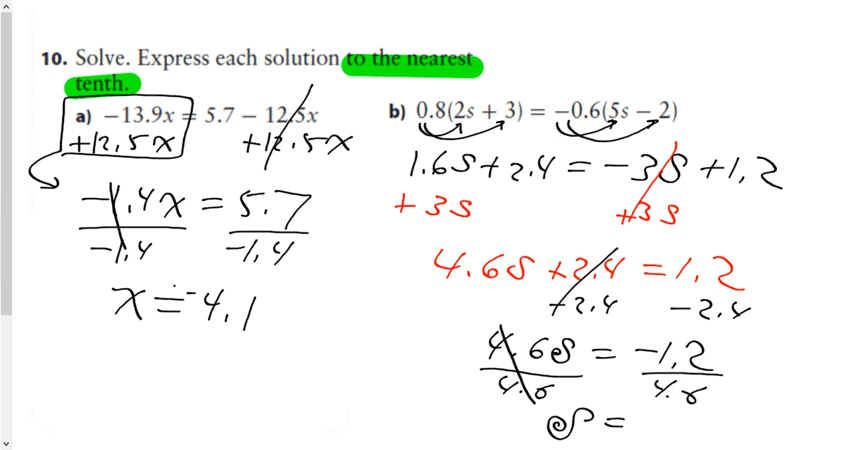 10. Solve. Express each solution to the nearest
tenth.
a) −13.9x = 5.7 − 12.5x
+12.5x +12.5x
−1.4x = 5.7
−1.4 −1.4
x ≐ −4.1
b) 0.8(2s + 3) = −0.6(5s − 2)
1.6s + 2.4 = −3s + 1.2
+3s +3s
4.6s + 2.4 = 1.2
−2.4 −2.4
4.6s = −1.2
4.6 4.6
s =